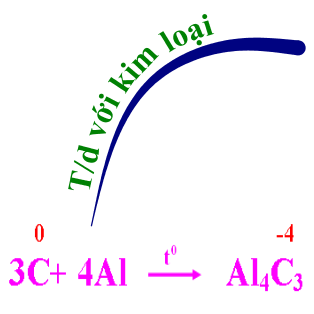 T/d với kim loại
0 -4
3C+ 4Al t⁰ Al₄C₃